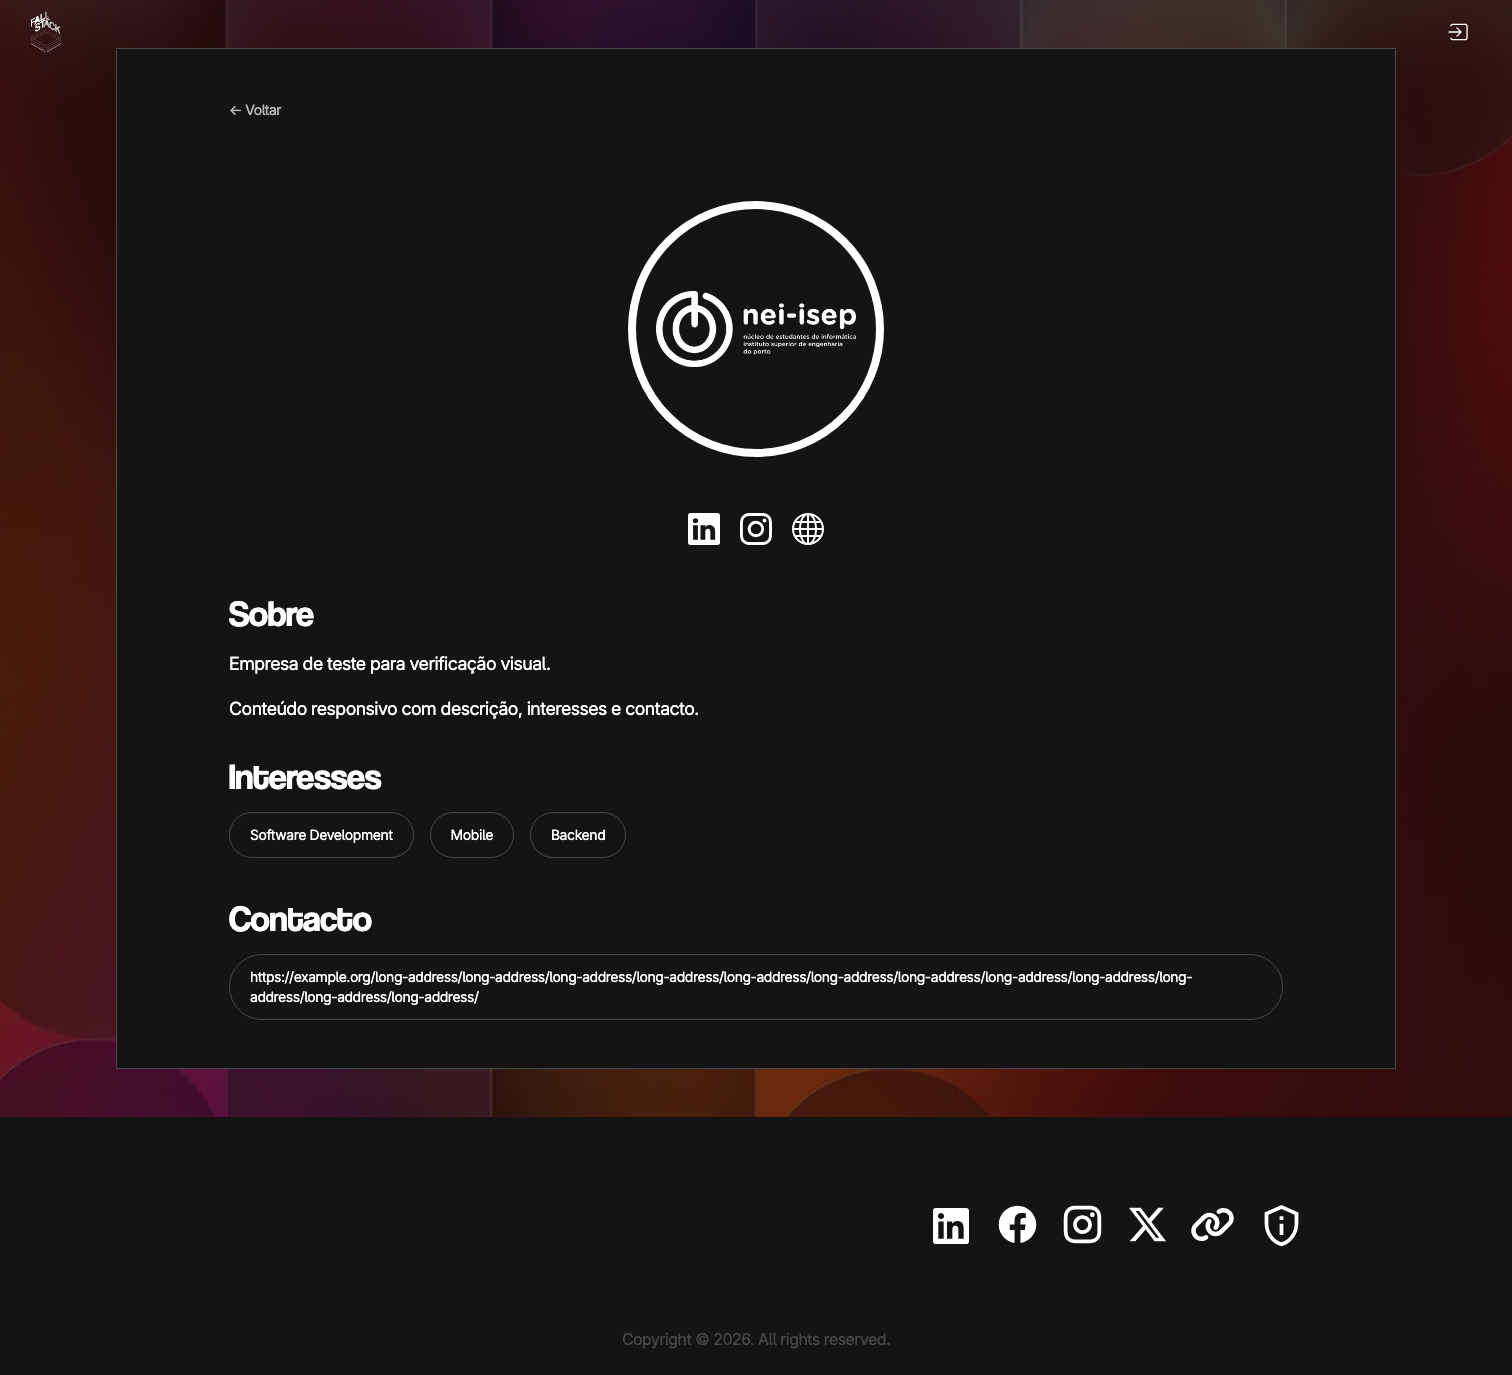 FALL
STACK
← Voltar
nei-isep
núcleo de estudantes de informática
instituto superior de engenharia
do porto
Sobre
Empresa de teste para verificação visual.
Conteúdo responsivo com descrição, interesses e contacto.
Interesses
Software Development
Mobile
Backend
Contacto
https://example.org/long-address/long-address/long-address/long-address/long-address/long-address/long-address/long-address/long-address/long-
address/long-address/long-address/
Copyright © 2026. All rights reserved.